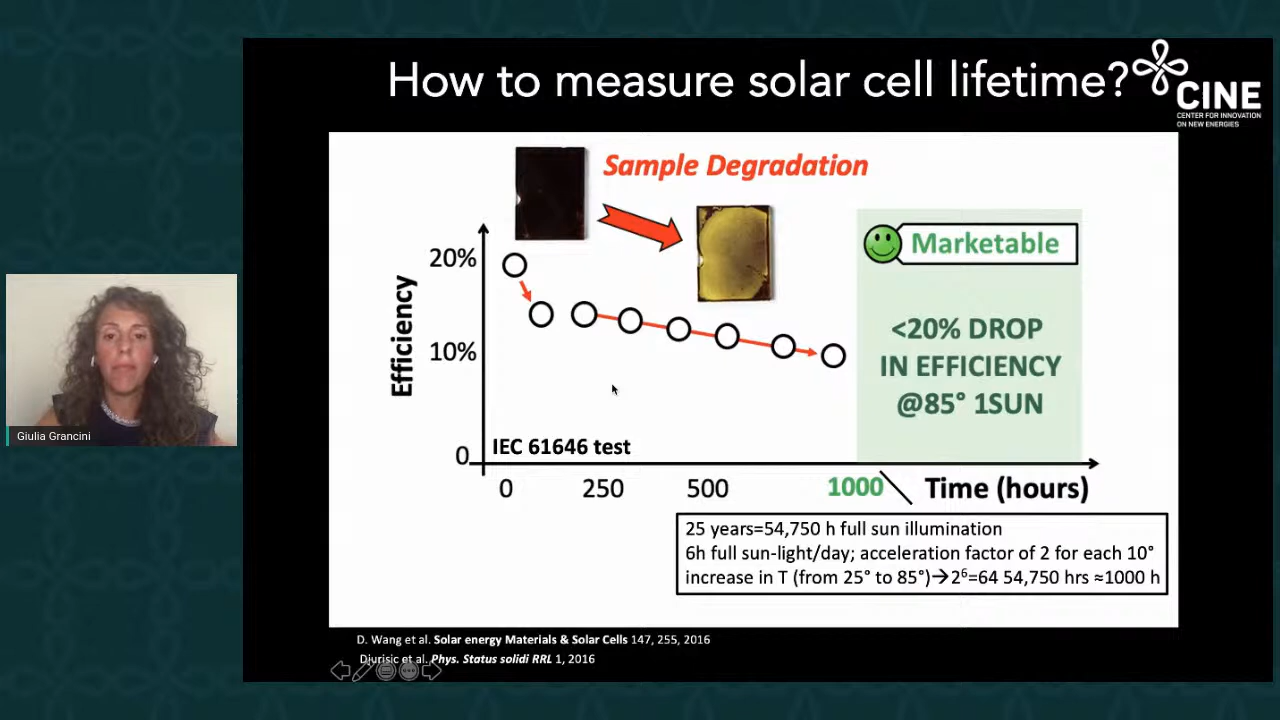 How to measure solar cell lifetime?
CINE
CENTER FOR INNOVATION
ON NEW ENERGIES
Sample Degradation
Marketable
<20% DROP
IN EFFICIENCY
@85° 1SUN
Efficiency
20%
10%
0
IEC 61646 test
0 250 500 1000 Time (hours)
25 years=54,750 h full sun illumination
6h full sun-light/day; acceleration factor of 2 for each 10°
increase in T (from 25° to 85°)→2⁶=64 54,750 hrs ≈1000 h
D. Wang et al. Solar energy Materials & Solar Cells 147, 255, 2016
Djurisic et al. Phys. Status solidi RRL 1, 2016
Giulia Grancini